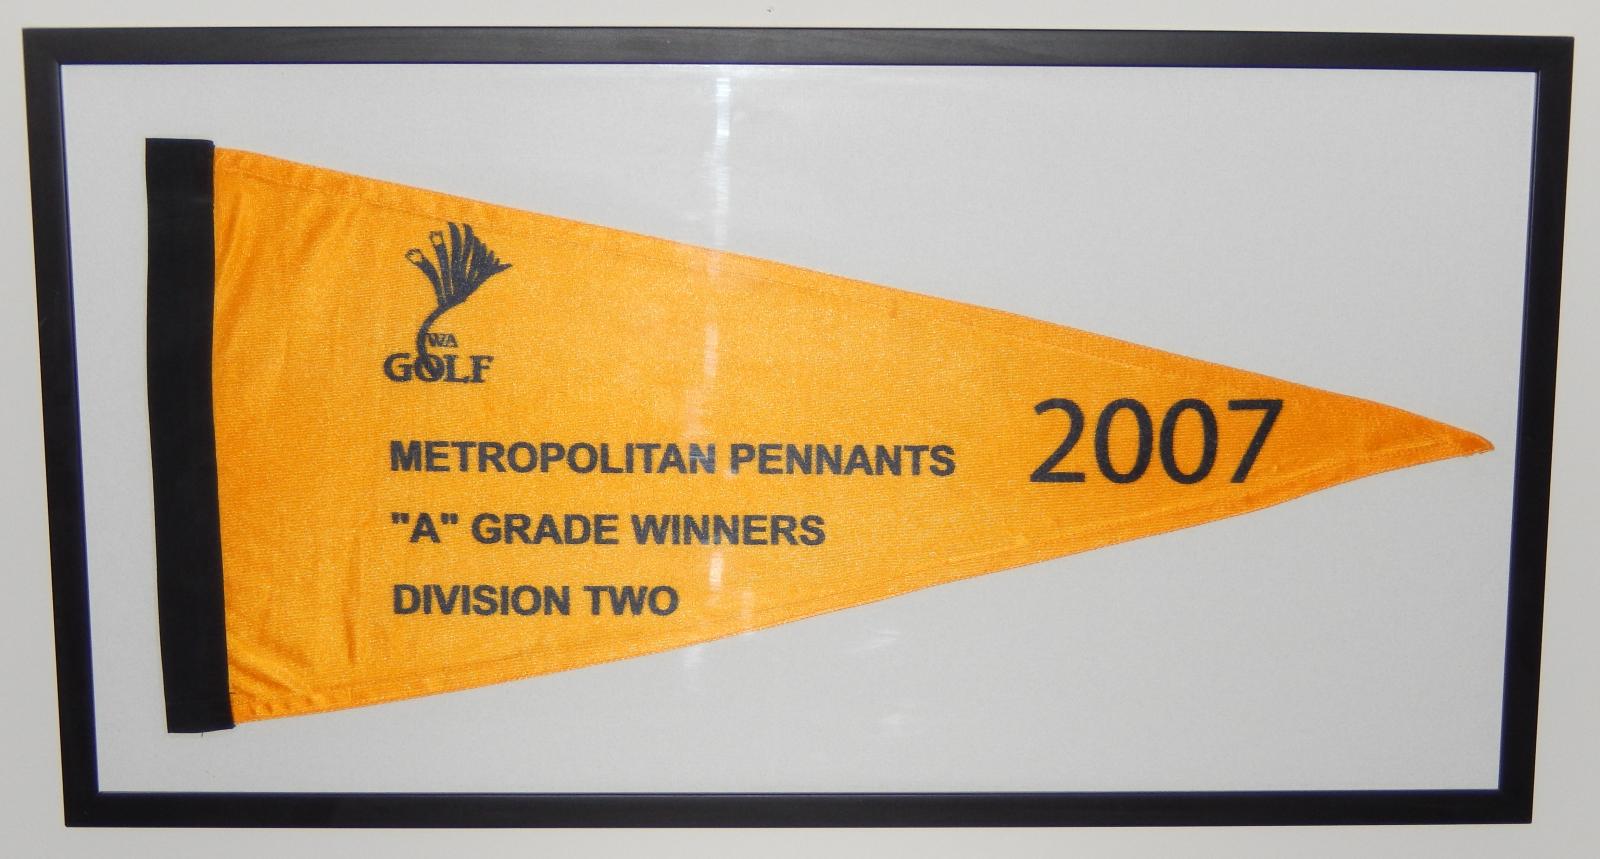 WA
GOLF
METROPOLITAN PENNANTS
"A" GRADE WINNERS
DIVISION TWO
2007